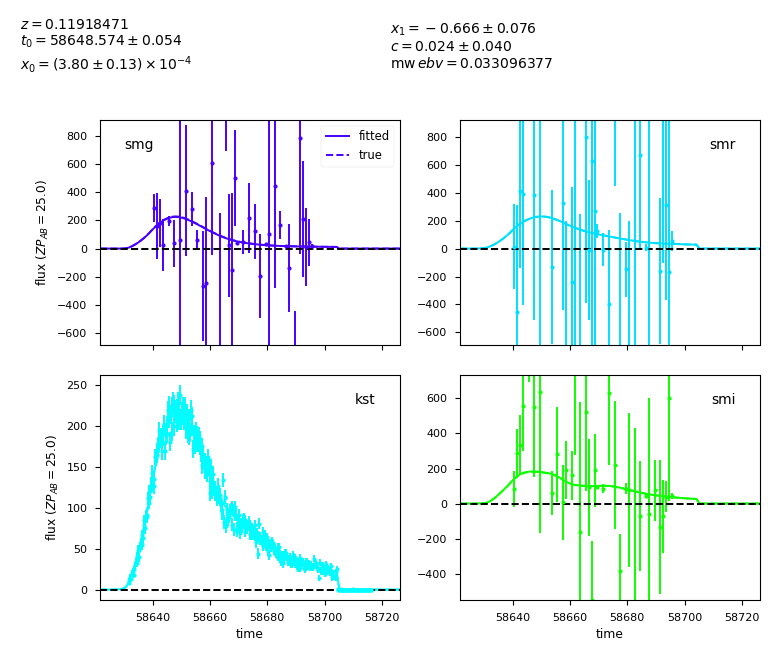 z = 0.11918471
t₀ = 58648.574 ± 0.054
x₀ = (3.80 ± 0.13) × 10⁻⁴
x₁ = −0.666 ± 0.076
c = 0.024 ± 0.040
mw ebv = 0.033096377
smg
fitted
true
800
600
400
200
0
−200
−400
−600
flux (ZP_AB = 25.0)
smr
800
600
400
200
0
−200
−400
−600
kst
250
200
150
100
50
0
flux (ZP_AB = 25.0)
58640 58660 58680 58700 58720
time
smi
600
400
200
0
−200
−400
58640 58660 58680 58700 58720
time